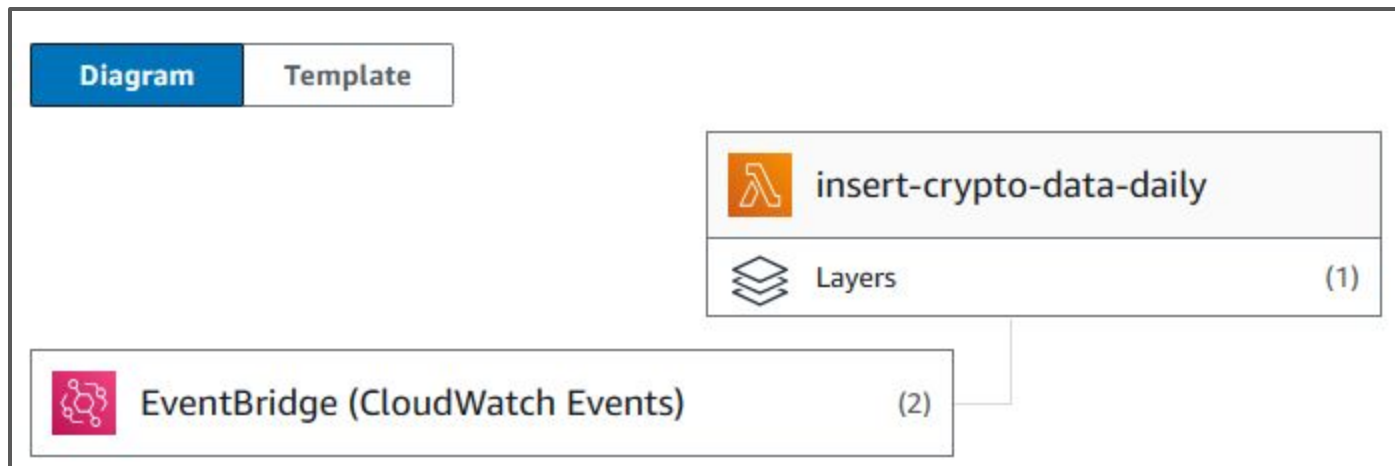 Diagram Template
insert-crypto-data-daily
Layers (1)
EventBridge (CloudWatch Events) (2)